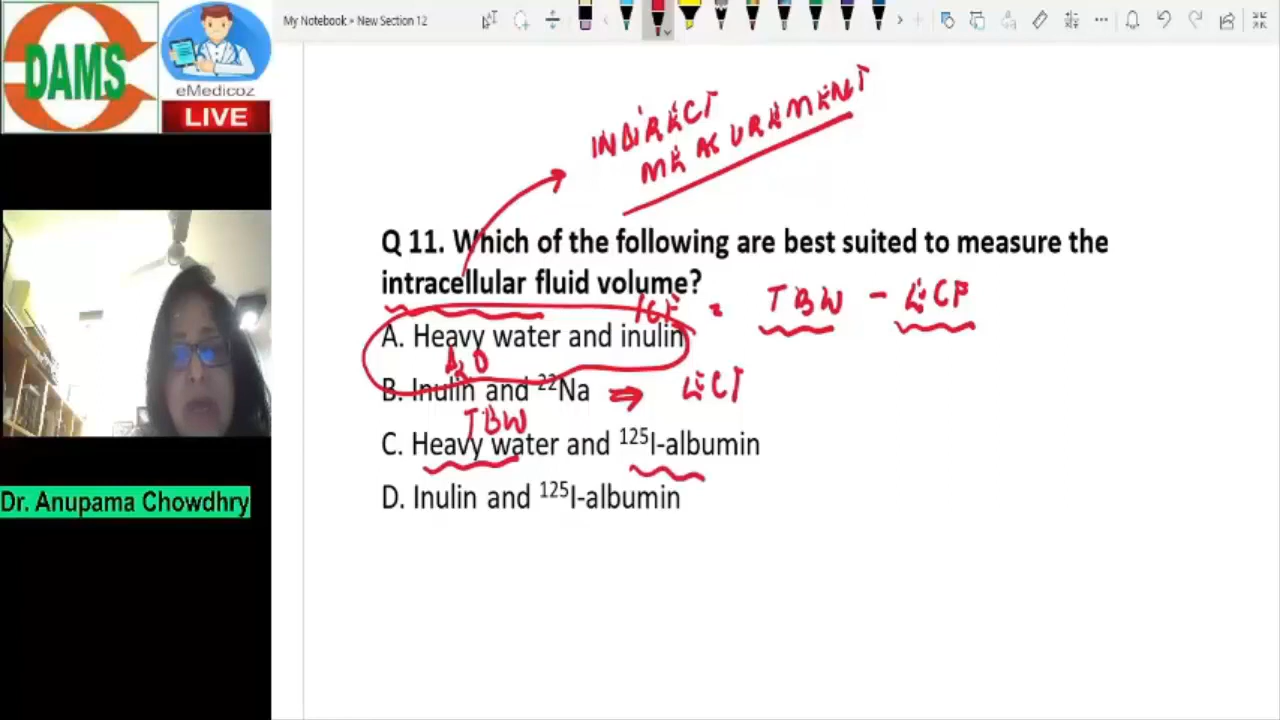 My Notebook > New Section 12
DAMS
eMedicoz
LIVE
INDIRECT
MEASUREMENT
Q 11. Which of the following are best suited to measure the
intracellular fluid volume?
ICF = TBW - ECF
A. Heavy water and inulin
D2O
B. Inulin and 22Na ⇒ ECF
TBW
C. Heavy water and 125I-albumin
D. Inulin and 125I-albumin
Dr. Anupama Chowdhry